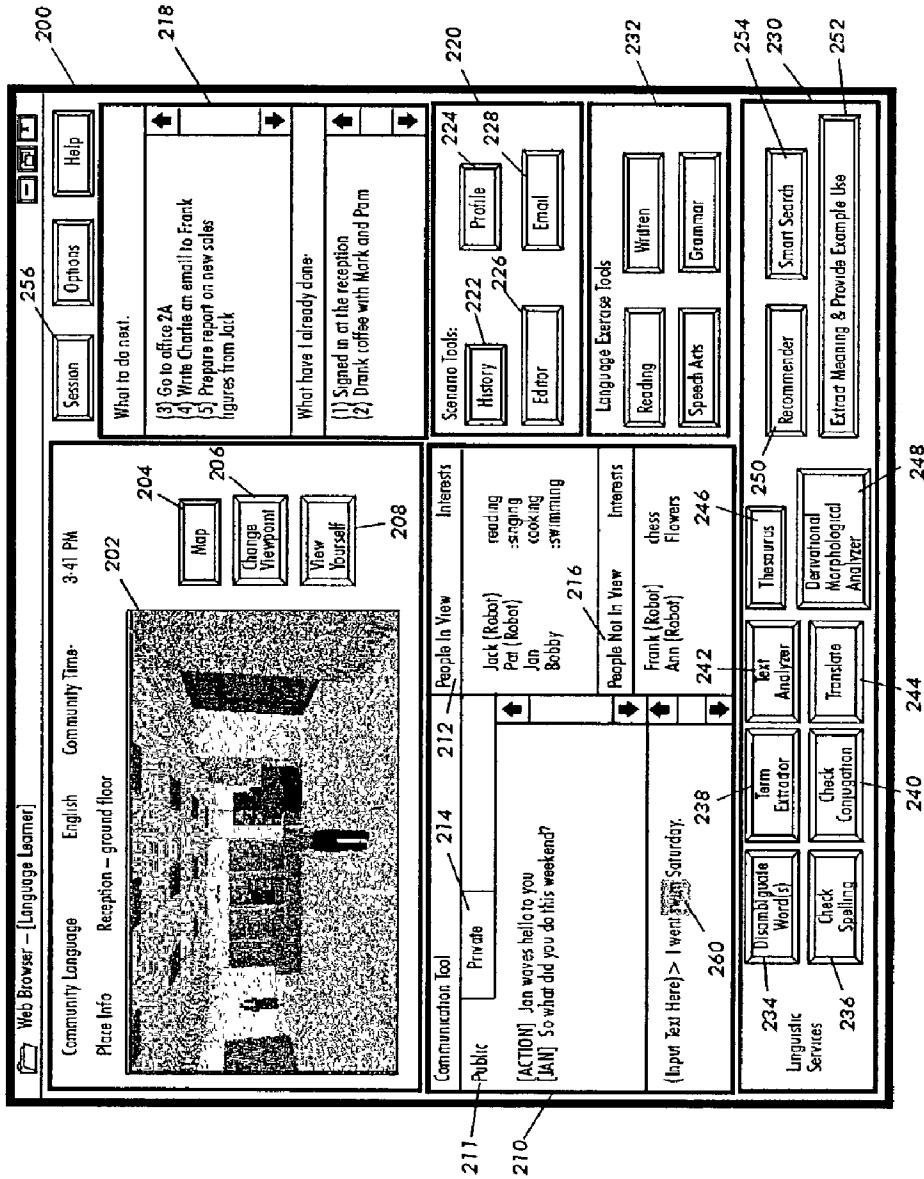 Web Browser – [Language Learner]
Community Language English Community Time- 3-41 PM
Place Info Reception – ground floor
202
Map
204
Change
Viewpoint
206
View
Yourself
208
Session Options Help
256
200
What to do next.
(3) Go to office 2A
(4) Write Charlie an email to Frank
(5) Prepare report on new sales
figures from Jack
218
What have I already done-
(1) Signed in at the reception
(2) Drank coffee with Mark and Pam
Communication Tool
Public Private
211
214
[ACTION] Jan waves hello to you
[JAN] So what did you do this weekend?
210
(Input Text Here)> I went swim Saturday.
260
People In View Interests
212
Jack (Robot) reading
Pat (Robot) singing
Jan cooking
Bobby swimming
216
People Not In View Interests
Frank (Robot) chess
Ann (Robot) Flowers
Scenario Tools:
220
222
History
224
Profile
226
Editor
228
Email
Language Exercise Tools
232
Reading Written
Speech Acts Grammar
Linguistic
Services
234
Disambiguate
Word(s)
236
Check
Spelling
238
Term
Extractor
240
Check
Conjugation
242
Text
Analyzer
244
Translate
246
Thesaurus
248
Derivational
Morphological
Analyzer
250
Recommender
254
Smart Search
230
252
Extract Meaning & Provide Example Use